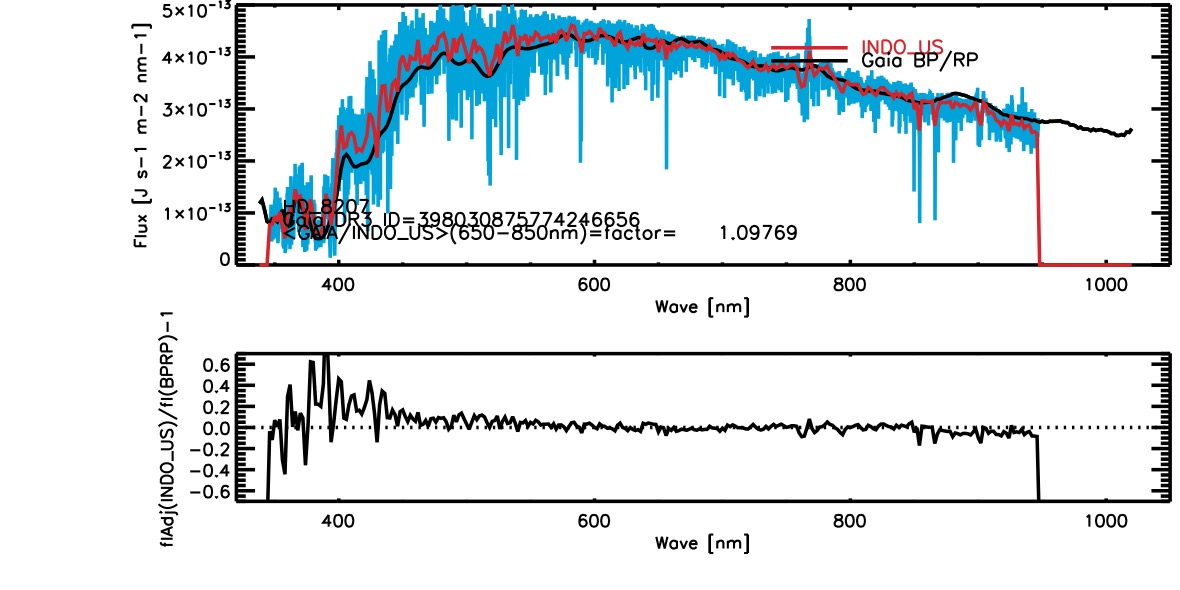 5×10−13
4×10−13
3×10−13
2×10−13
1×10−13
0
Flux [J s−1 m−2 nm−1]
INDO_US
Gaia BP/RP
HD_8207
Gaia DR3 ID=398030875774246656
<GAIA/INDO_US>(650−850nm)=factor= 1.09769
400 600 800 1000
Wave [nm]
flAdj(INDO_US)/fl(BPRP)−1
0.6
0.4
0.2
0.0
−0.2
−0.4
−0.6
400 600 800 1000
Wave [nm]